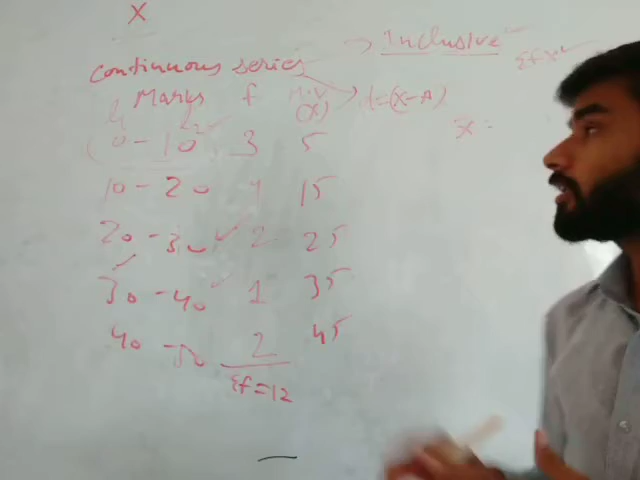 X
→ Inclusive
continuous series
Σfx
Marks f M.V (X) d=(X-A)
X =
0 - 10 3 5
10 - 20 4 15
20 - 30 2 25
30 - 40 1 35
40 - 50 2 45
Σf = 12